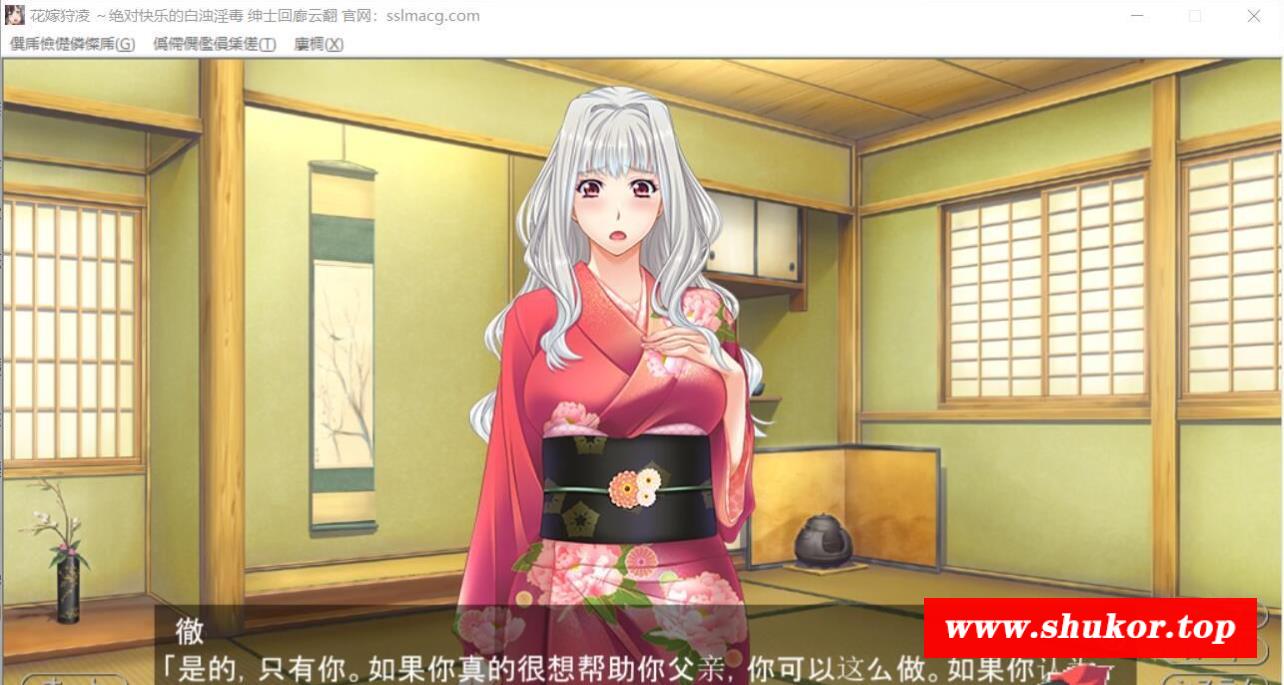 花嫁狩凌 ～绝对快乐的白浊淫毒 绅士回廊云翻 官网：sslmacg.com
徹
「是的, 只有你。如果你真的很想帮助你父亲, 你可以这么做。如果你
www.shukor.top